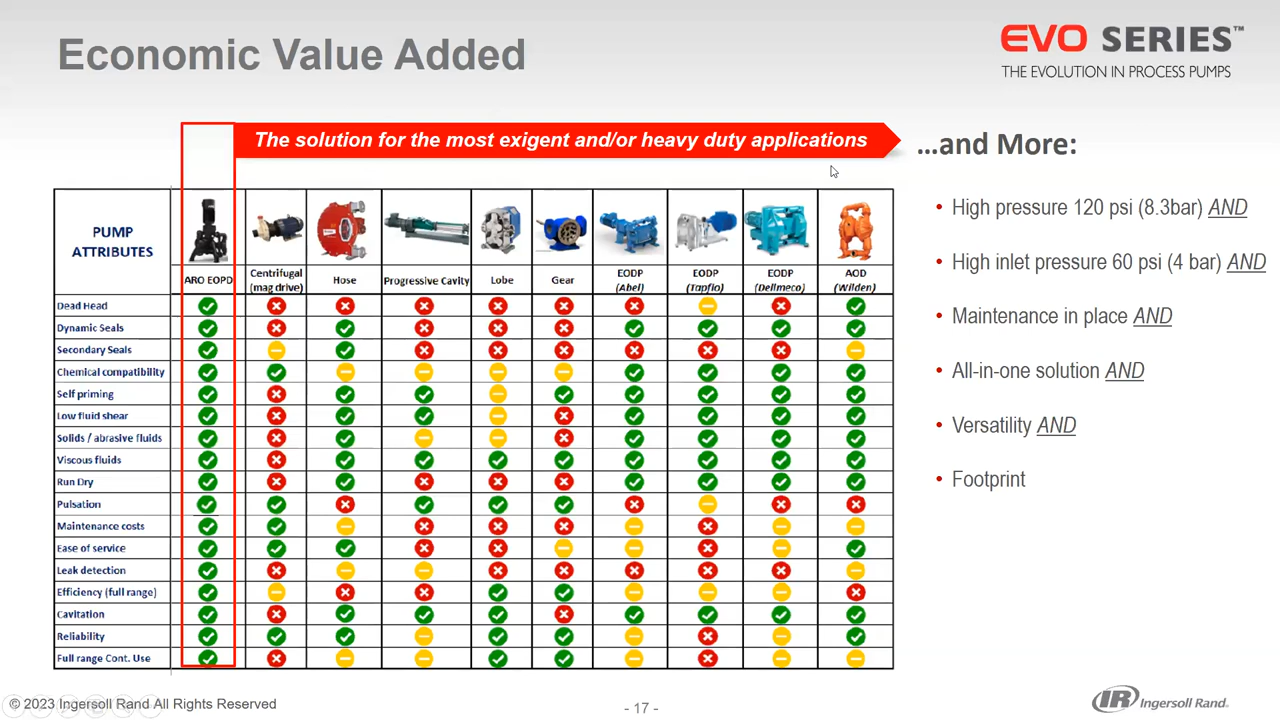 Economic Value Added
EVO SERIES™
THE EVOLUTION IN PROCESS PUMPS
The solution for the most exigent and/or heavy duty applications
...and More:
PUMP
ATTRIBUTES
ARO EOPD
Centrifugal
(mag drive)
Hose
Progressive Cavity
Lobe
Gear
EODP
(Abel)
EODP
(Tapflo)
EODP
(Dellmeco)
AOD
(Wilden)
Dead Head
Dynamic Seals
Secondary Seals
Chemical compatibility
Self priming
Low fluid shear
Solids / abrasive fluids
Viscous fluids
Run Dry
Pulsation
Maintenance costs
Ease of service
Leak detection
Efficiency (full range)
Cavitation
Reliability
Full range Cont. Use
• High pressure 120 psi (8.3bar) AND
• High inlet pressure 60 psi (4 bar) AND
• Maintenance in place AND
• All-in-one solution AND
• Versatility AND
• Footprint
© 2023 Ingersoll Rand All Rights Reserved
- 17 -
IR Ingersoll Rand